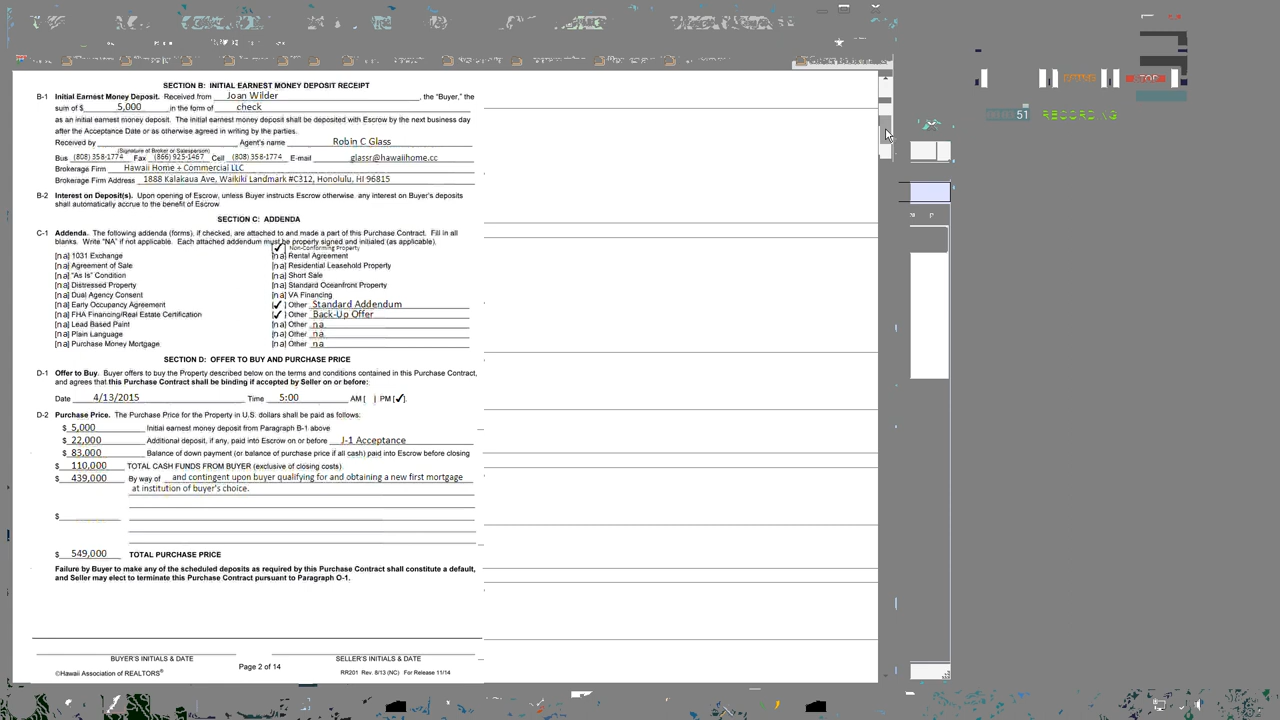 SECTION B: INITIAL EARNEST MONEY DEPOSIT RECEIPT
B-1 Initial Earnest Money Deposit. Received from Joan Wilder, the "Buyer," the
sum of $ 5,000 in the form of check
as an initial earnest money deposit. The initial earnest money deposit shall be deposited with Escrow by the next business day
after the Acceptance Date or as otherwise agreed in writing by the parties.
Received by Agent's name Robin C Glass
(Signature of Broker or Salesperson)
Bus (808) 358-1774 Fax (866) 925-1467 Cell (808) 358-1774 E-mail glassr@hawaiihome.cc
Brokerage Firm Hawaii Home + Commercial LLC
Brokerage Firm Address 1888 Kalakaua Ave, Waikiki Landmark #C312, Honolulu, HI 96815
B-2 Interest on Deposit(s). Upon opening of Escrow, unless Buyer instructs Escrow otherwise any interest on Buyer's deposits
shall automatically accrue to the benefit of Escrow
SECTION C: ADDENDA
C-1 Addenda. The following addenda (forms), if checked, are attached to and made a part of this Purchase Contract. Fill in all
blanks. Write "NA" if not applicable. Each attached addendum must be properly signed and initialed (as applicable).
[✓] Non-Conforming Property
[na] 1031 Exchange [na] Rental Agreement
[na] Agreement of Sale [na] Residential Leasehold Property
[na] "As Is" Condition [na] Short Sale
[na] Distressed Property [na] Standard Oceanfront Property
[na] Dual Agency Consent [na] VA Financing
[na] Early Occupancy Agreement [✓] Other Standard Addendum
[na] FHA Financing/Real Estate Certification [✓] Other Back-Up Offer
[na] Lead Based Paint [na] Other na
[na] Plain Language [na] Other na
[na] Purchase Money Mortgage [na] Other na
SECTION D: OFFER TO BUY AND PURCHASE PRICE
D-1 Offer to Buy. Buyer offers to buy the Property described below on the terms and conditions contained in this Purchase Contract,
and agrees that this Purchase Contract shall be binding if accepted by Seller on or before:
Date 4/13/2015 Time 5:00 AM [ ] PM [✓].
D-2 Purchase Price. The Purchase Price for the Property in U.S. dollars shall be paid as follows:
$ 5,000 Initial earnest money deposit from Paragraph B-1 above
$ 22,000 Additional deposit, if any, paid into Escrow on or before J-1 Acceptance
$ 83,000 Balance of down payment (or balance of purchase price if all cash) paid into Escrow before closing
$ 110,000 TOTAL CASH FUNDS FROM BUYER (exclusive of closing costs)
$ 439,000 By way of and contingent upon buyer qualifying for and obtaining a new first mortgage
at institution of buyer's choice.
$
$ 549,000 TOTAL PURCHASE PRICE
Failure by Buyer to make any of the scheduled deposits as required by this Purchase Contract shall constitute a default,
and Seller may elect to terminate this Purchase Contract pursuant to Paragraph O-1.
BUYER'S INITIALS & DATE SELLER'S INITIALS & DATE
Page 2 of 14
©Hawaii Association of REALTORS® RR201 Rev. 8/13 (NC) For Release 11/14
STOP
51 RECORDING